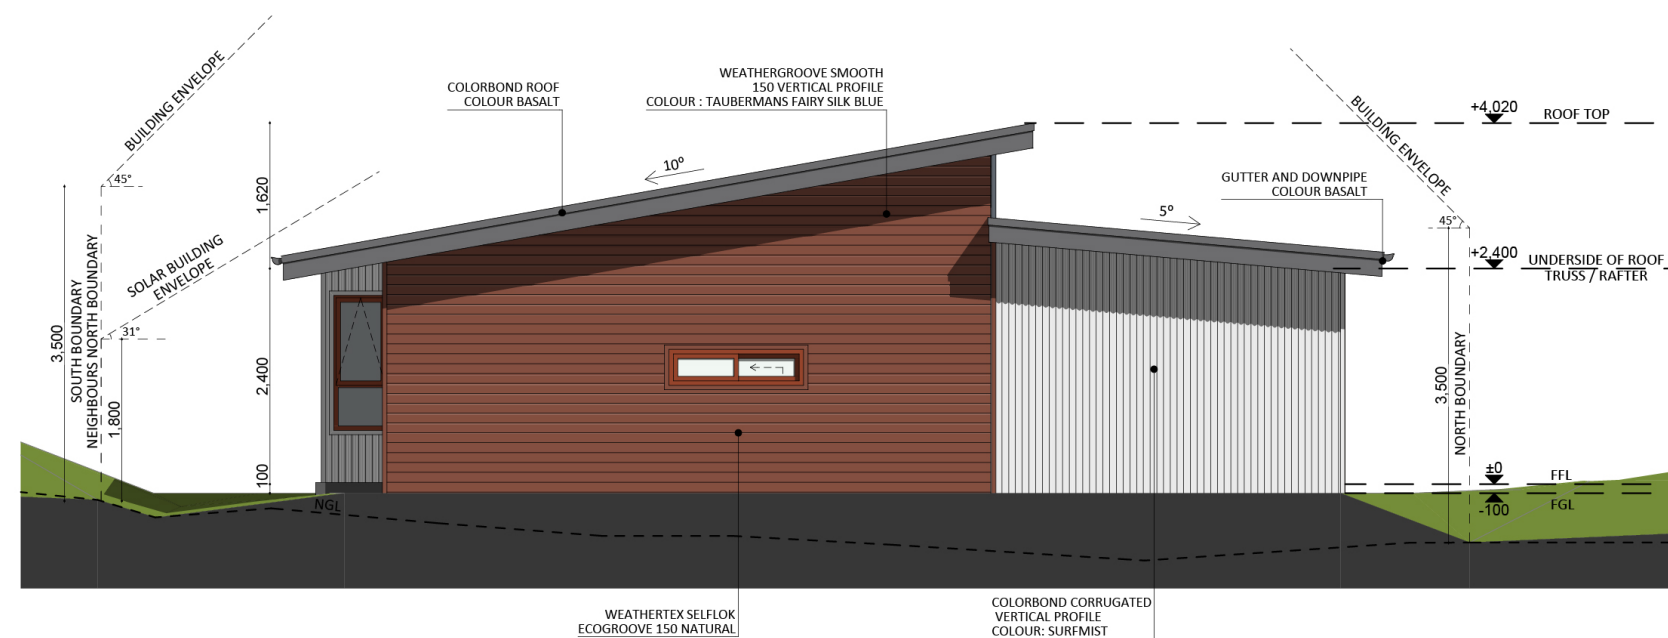 BUILDING ENVELOPE
45°
SOLAR BUILDING
ENVELOPE
31°
3,500
SOUTH BOUNDARY
NEIGHBOURS NORTH BOUNDARY
1,800
1,620
2,400
100
COLORBOND ROOF
COLOUR BASALT
WEATHERGROOVE SMOOTH
150 VERTICAL PROFILE
COLOUR : TAUBERMANS FAIRY SILK BLUE
10°
5°
GUTTER AND DOWNPIPE
COLOUR BASALT
BUILDING ENVELOPE
45°
+4,020
ROOF TOP
+2,400
UNDERSIDE OF ROOF
TRUSS / RAFTER
3,500
NORTH BOUNDARY
±0
FFL
-100
FGL
NGL
WEATHERTEX SELFLOK
ECOGROOVE 150 NATURAL
COLORBOND CORRUGATED
VERTICAL PROFILE
COLOUR: SURFMIST